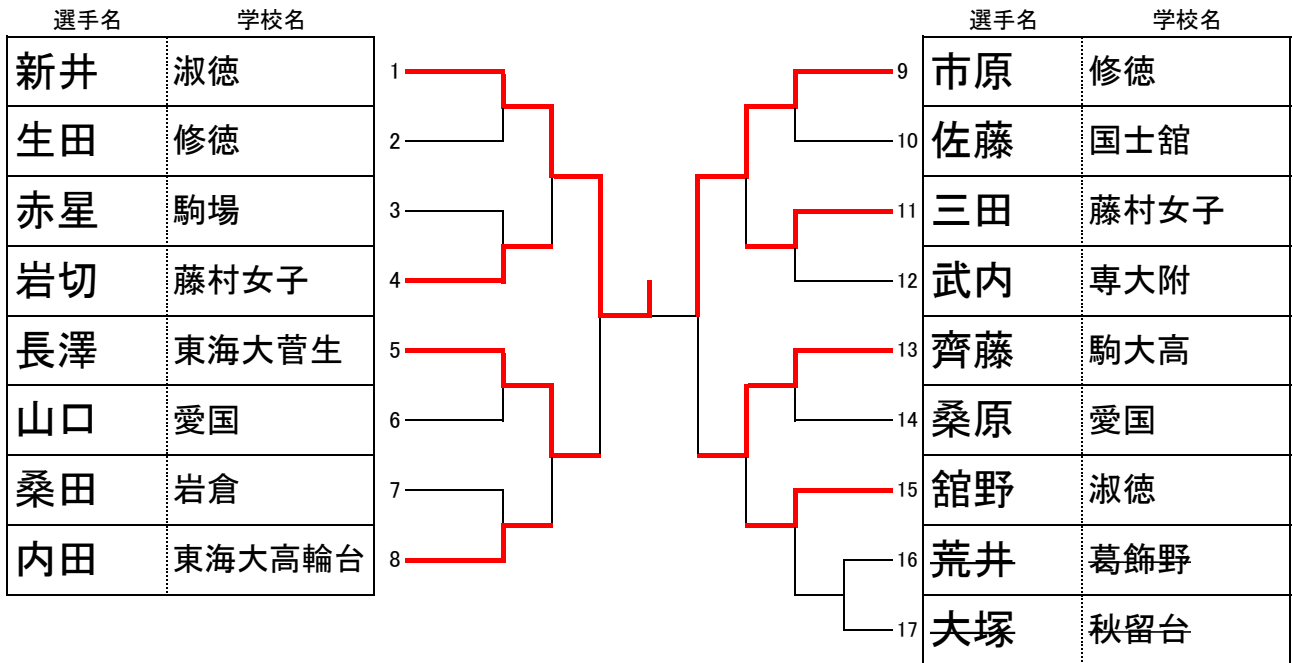 選手名 学校名
新井 淑徳 1
生田 修徳 2
赤星 駒場 3
岩切 藤村女子 4
長澤 東海大菅生 5
山口 愛国 6
桑田 岩倉 7
内田 東海大高輪台 8
選手名 学校名
9 市原 修徳
10 佐藤 国士舘
11 三田 藤村女子
12 武内 専大附
13 齊藤 駒大高
14 桑原 愛国
15 舘野 淑徳
16 荒井 葛飾野
17 大塚 秋留台